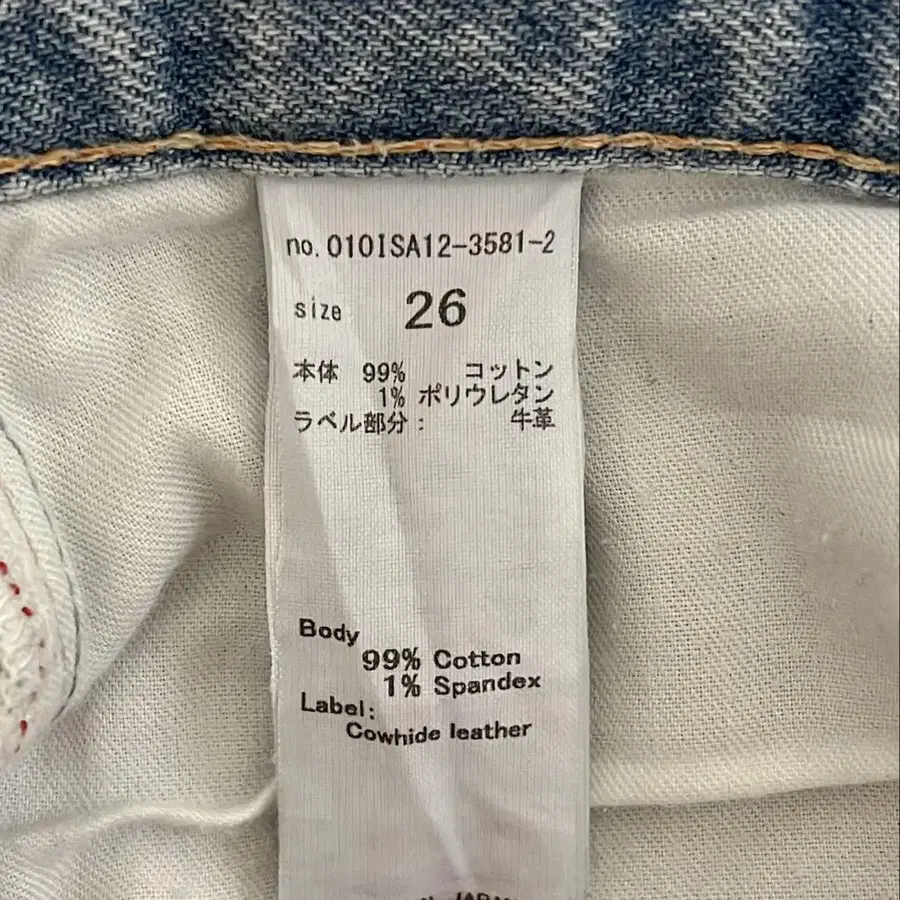 no. 010ISA12-3581-2
size 26
本体 99% コットン
1% ポリウレタン
ラベル部分: 牛革
Body
99% Cotton
1% Spandex
Label:
Cowhide leather